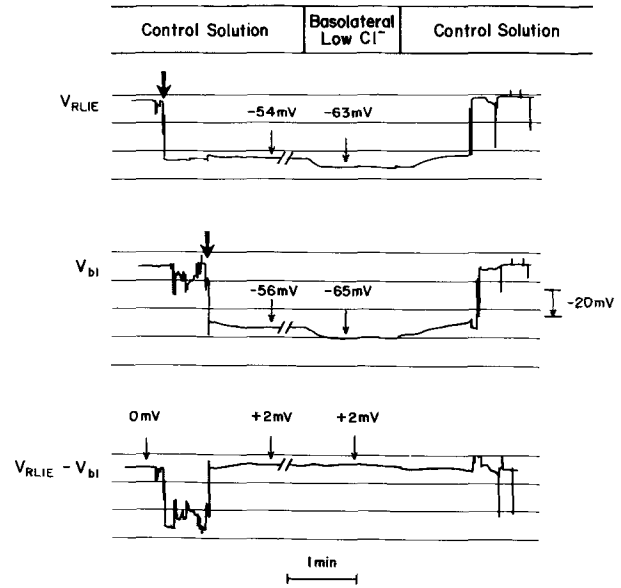 Control Solution
Basolateral
Low Cl⁻
Control Solution
V_RLIE
-54mV
-63mV
V_bl
-56mV
-65mV
-20mV
0mV
+2mV
+2mV
V_RLIE - V_bl
1min